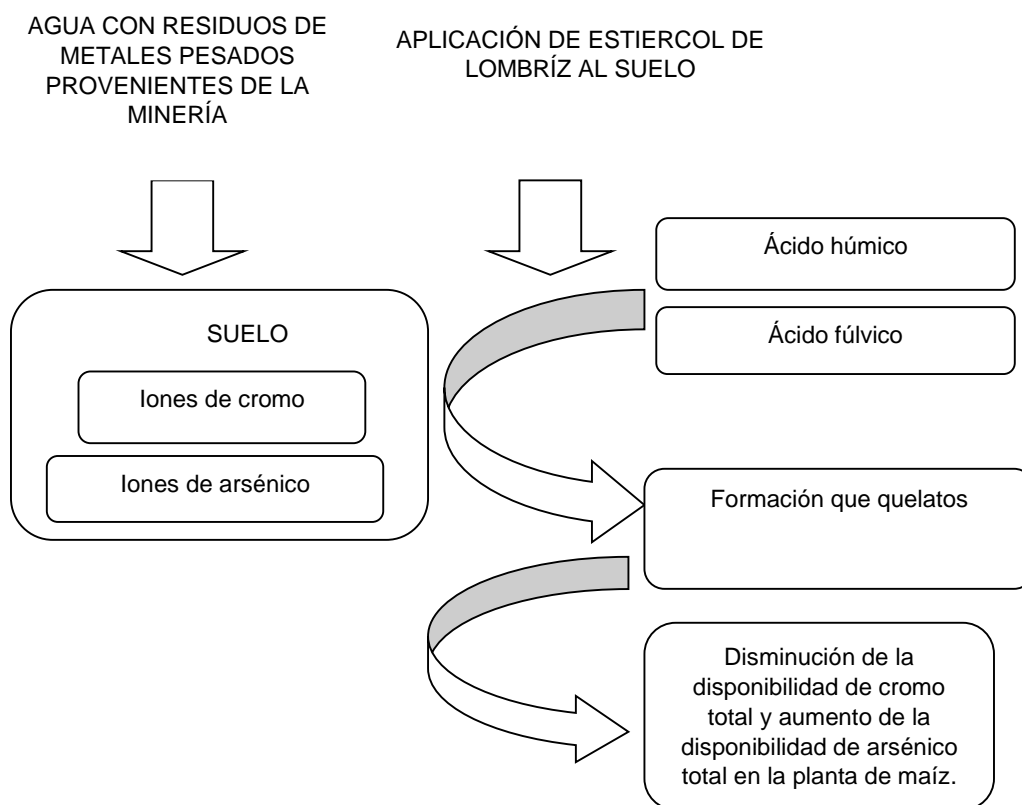 AGUA CON RESIDUOS DE
METALES PESADOS
PROVENIENTES DE LA
MINERÍA
APLICACIÓN DE ESTIERCOL DE
LOMBRÍZ AL SUELO
Ácido húmico
Ácido fúlvico
SUELO
Iones de cromo
Iones de arsénico
Formación que quelatos
Disminución de la
disponibilidad de cromo
total y aumento de la
disponibilidad de arsénico
total en la planta de maíz.